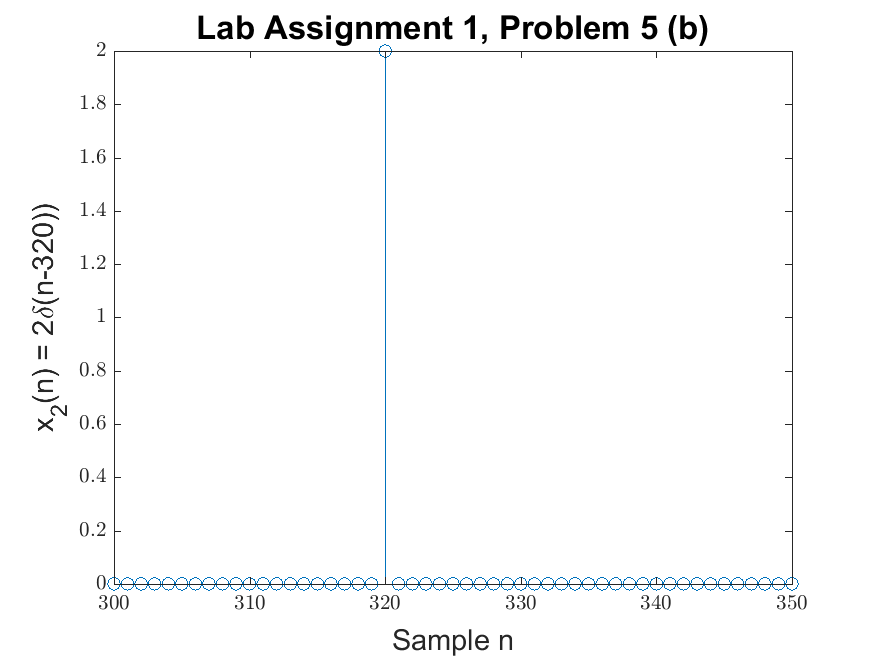 Lab Assignment 1, Problem 5 (b)
x₂(n) = 2δ(n-320))
2
1.8
1.6
1.4
1.2
1
0.8
0.6
0.4
0.2
0
300 310 320 330 340 350
Sample n